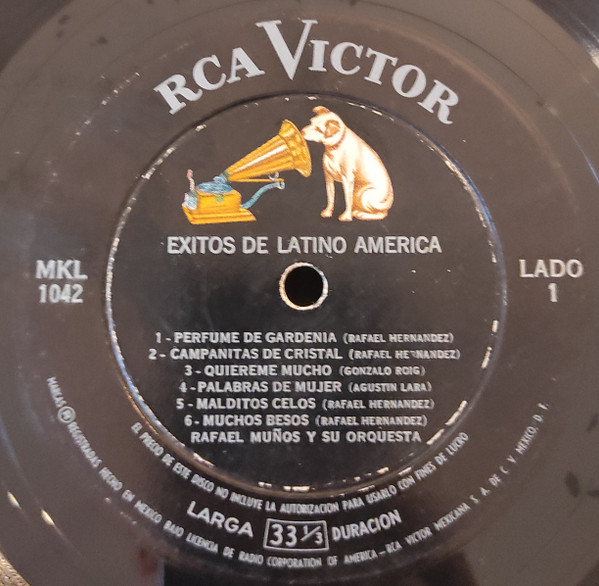 RCA VICTOR
EXITOS DE LATINO AMERICA
MKL
1042
LADO
1
1 - PERFUME DE GARDENIA (RAFAEL HERNANDEZ)
2 - CAMPANITAS DE CRISTAL (RAFAEL HERNANDEZ)
3 - QUIEREME MUCHO (GONZALO ROIG)
4 - PALABRAS DE MUJER (AGUSTIN LARA)
5 - MALDITOS CELOS (RAFAEL HERNANDEZ)
6 - MUCHOS BESOS (RAFAEL HERNANDEZ)
RAFAEL MUÑOS Y SU ORQUESTA
EL PRECIO DE ESTE DISCO NO INCLUYE LA AUTORIZACION PARA USARLO CON FINES DE LUCRO
LARGA 33 1/3 DURACION
MARCAS ® REGISTRADAS HECHO EN MEXICO BAJO LICENCIA DE RADIO CORPORATION OF AMERICA - RCA VICTOR MEXICANA S. A. DE C. V. MEXICO, D. F.